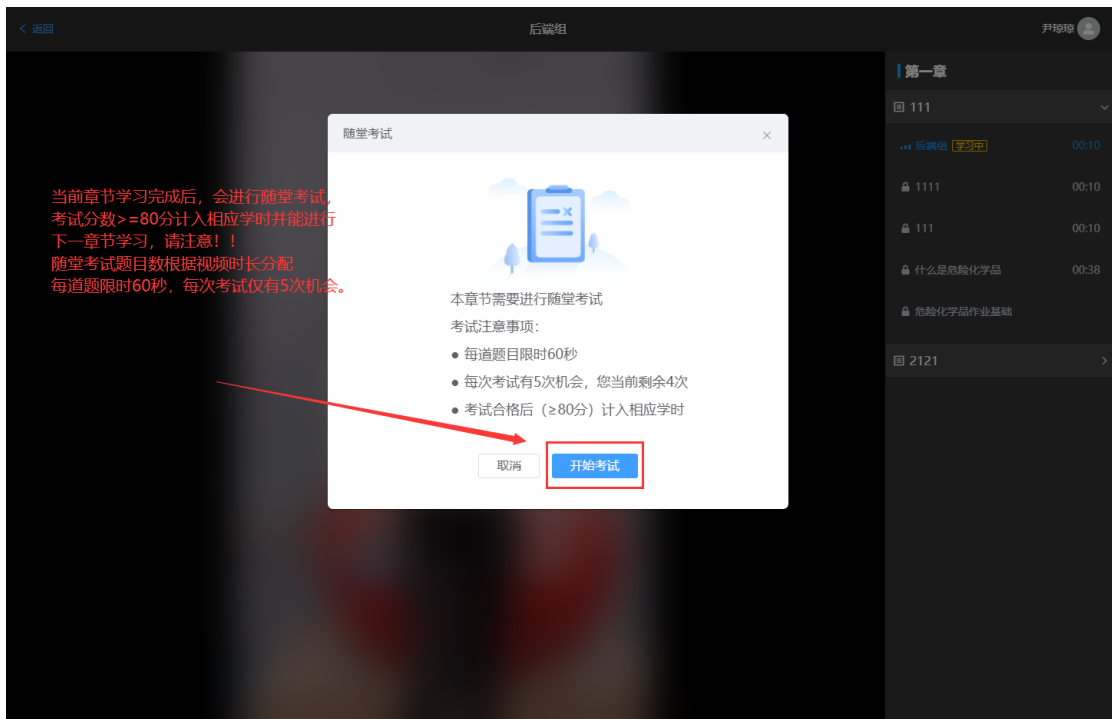 < 返回
后端组
尹琼琼
第一章
111
后端组 学习中 00:10
1111 00:10
111 00:10
什么是危险化学品 00:38
危险化学品作业基础
2121
当前章节学习完成后，会进行随堂考试，
考试分数>=80分计入相应学时并能进行
下一章节学习，请注意！！
随堂考试题目数根据视频时长分配
每道题限时60秒，每次考试仅有5次机会。
随堂考试
本章节需要进行随堂考试
考试注意事项：
● 每道题目限时60秒
● 每次考试有5次机会，您当前剩余4次
● 考试合格后（≥80分）计入相应学时
取消
开始考试